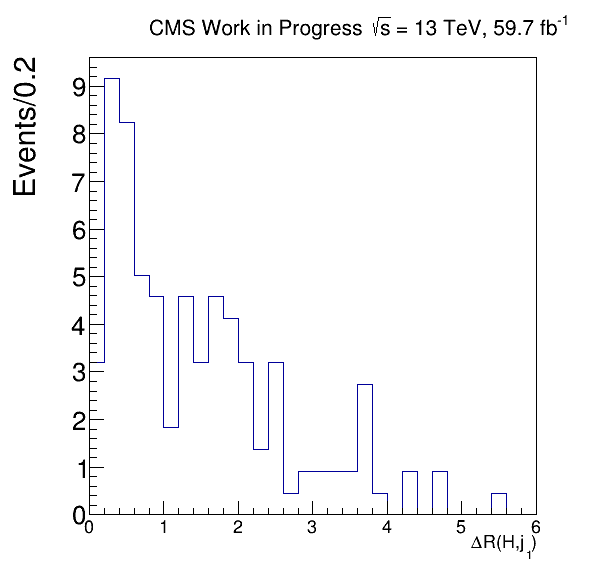 CMS Work in Progress √s = 13 TeV, 59.7 fb⁻¹
Events/0.2
9
8
7
6
5
4
3
2
1
0
0 1 2 3 4 5 6
ΔR(H,j₁)